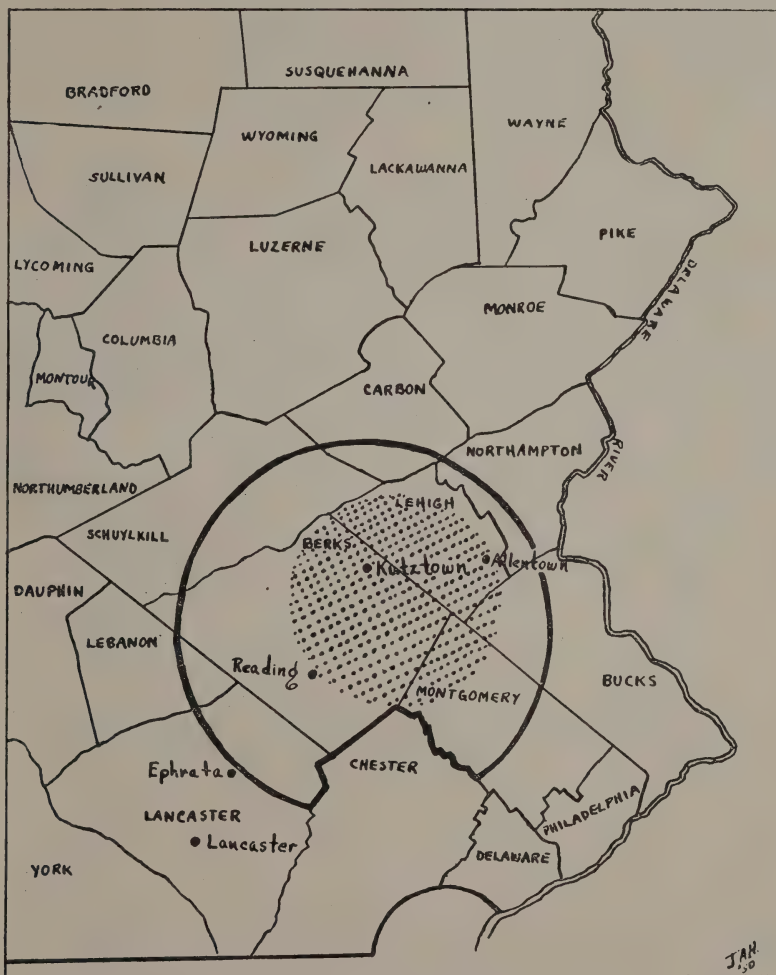 SUSQUEHANNA
BRADFORD
WYOMING
WAYNE
LACKAWANNA
SULLIVAN
PIKE
LUZERNE
LYCOMING
DELAWARE
RIVER
MONROE
COLUMBIA
MONTOUR
CARBON
NORTHAMPTON
NORTHUMBERLAND
LEHIGH
SCHUYLKILL
BERKS
Kutztown
Allentown
DAUPHIN
LEBANON
Reading
MONTGOMERY
BUCKS
CHESTER
Ephrata
LANCASTER
PHILADELPHIA
Lancaster
DELAWARE
YORK
J.A.H.
'50